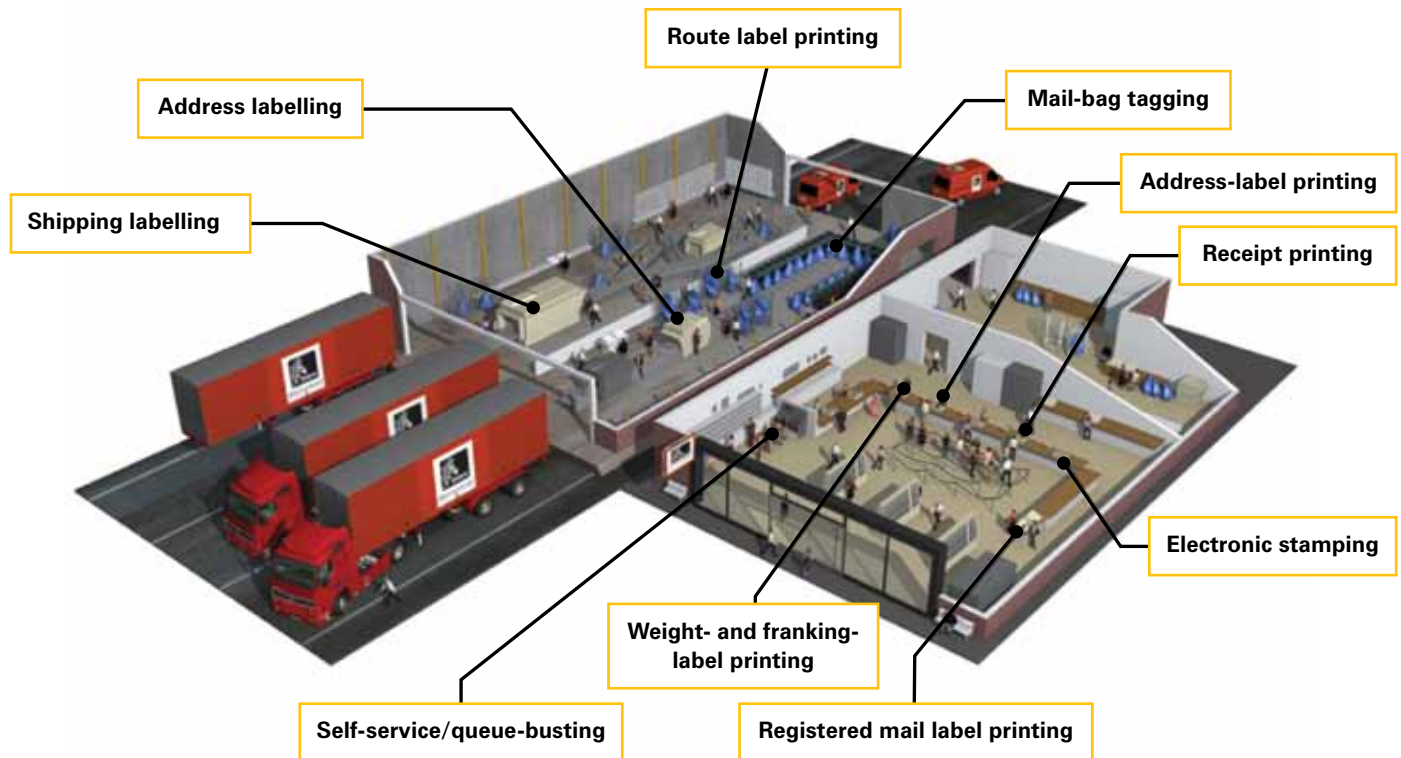 Route label printing
Address labelling
Mail-bag tagging
Address-label printing
Shipping labelling
Receipt printing
Electronic stamping
Weight- and franking-
label printing
Self-service/queue-busting
Registered mail label printing